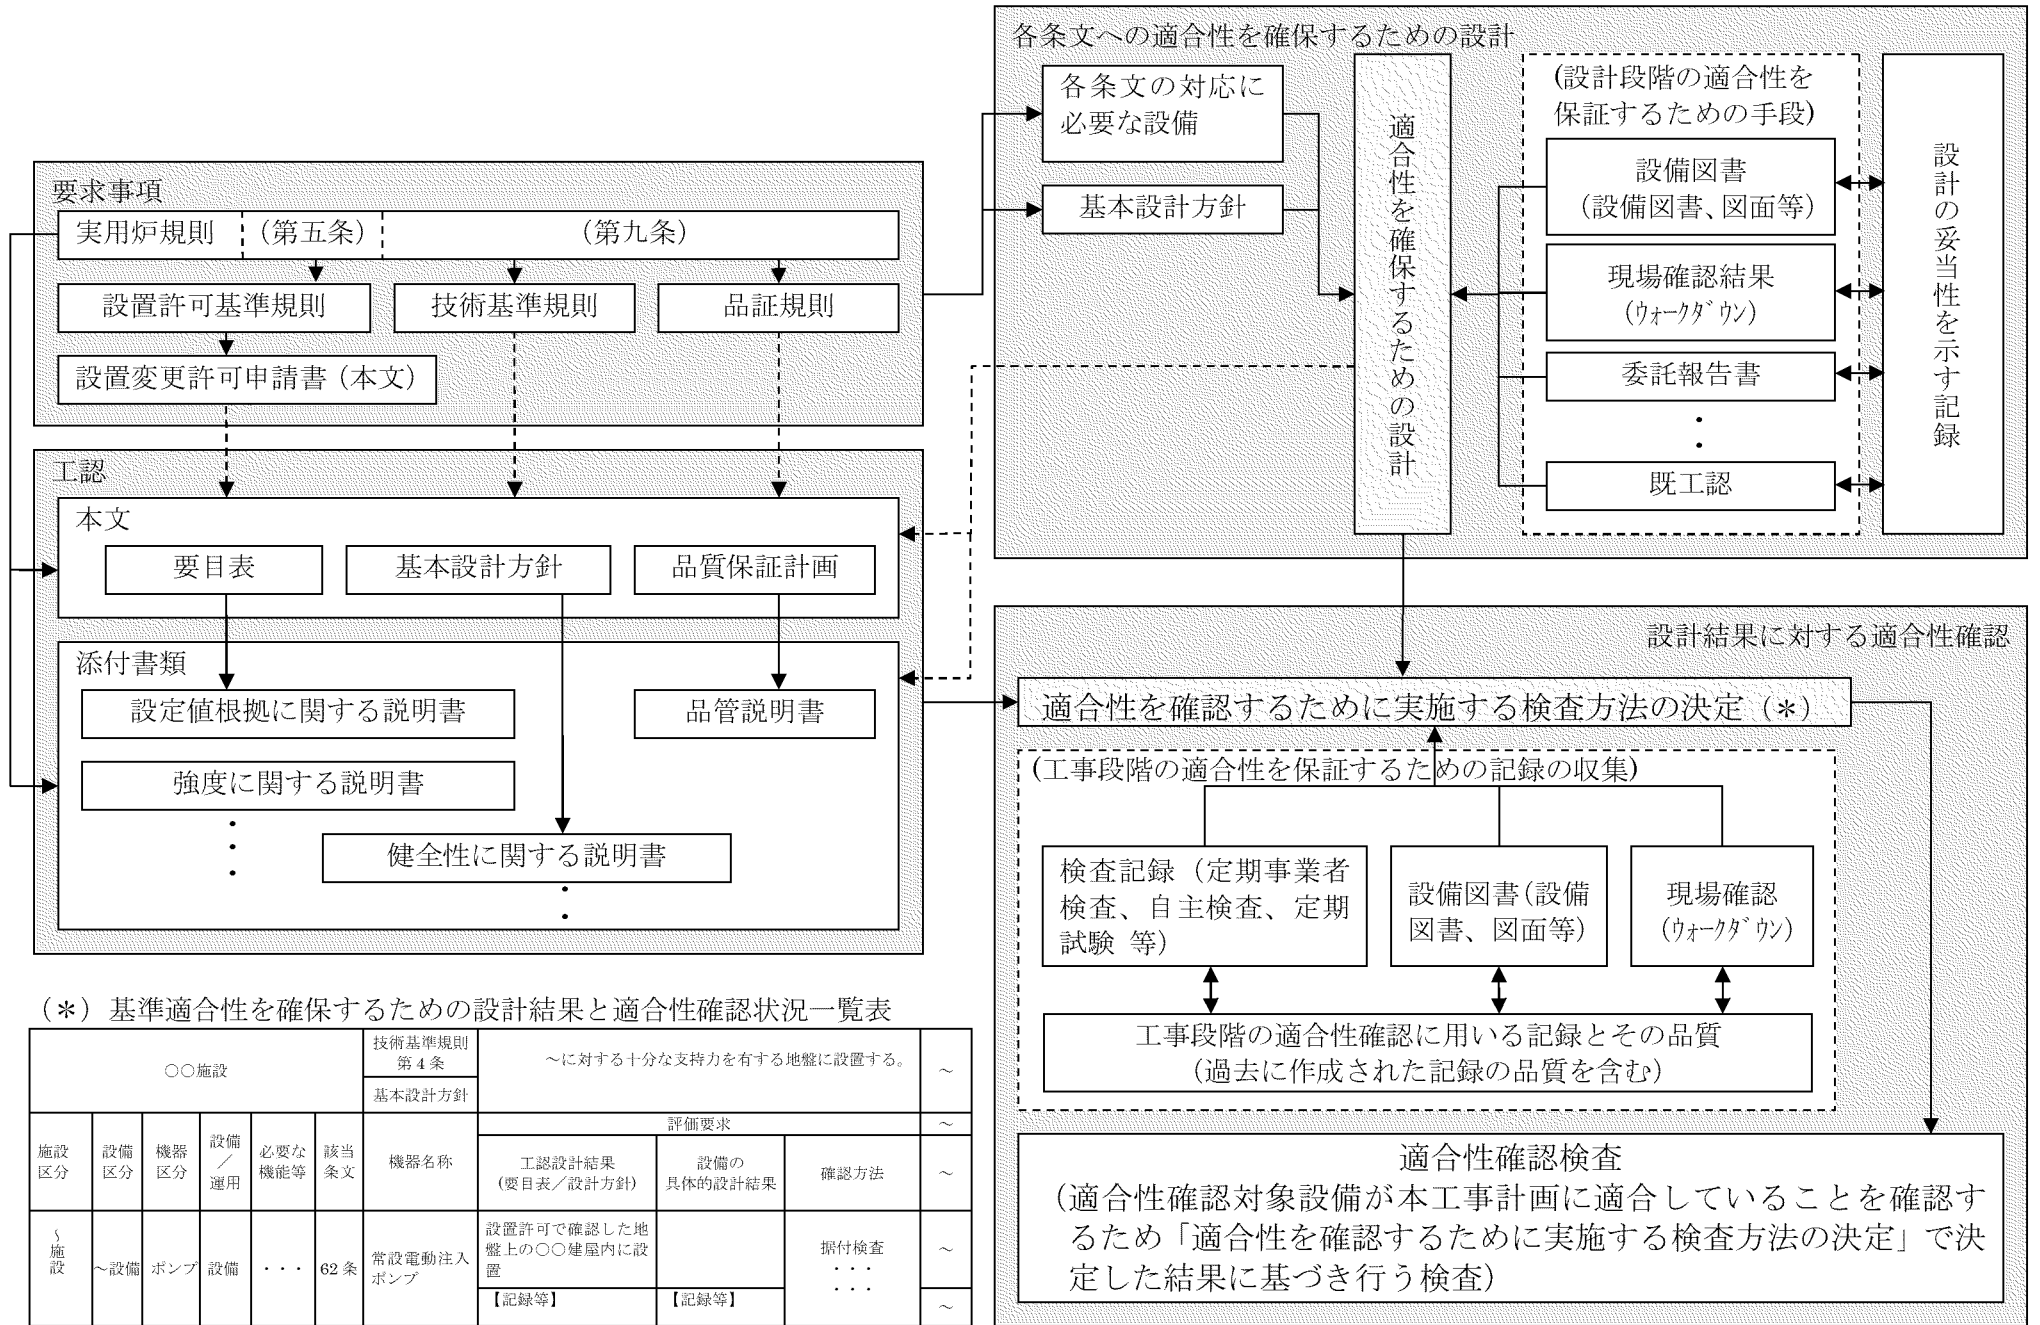 要求事項
実用炉規則
(第五条)
(第九条)
設置許可基準規則
技術基準規則
品証規則
設置変更許可申請書（本文）
工認
本文
要目表
基本設計方針
品質保証計画
添付書類
設定値根拠に関する説明書
品管説明書
強度に関する説明書
・
・
・
健全性に関する説明書
・
・
各条文への適合性を確保するための設計
各条文の対応に
必要な設備
基本設計方針
適合性を確保するための設計
(設計段階の適合性を
保証するための手段)
設備図書
(設備図書、図面等)
現場確認結果
(ｳｫｰｸﾀﾞｳﾝ)
委託報告書
・
・
既工認
設計の妥当性を示す記録
設計結果に対する適合性確認
適合性を確認するために実施する検査方法の決定（＊）
(工事段階の適合性を保証するための記録の収集)
検査記録（定期事業者
検査、自主検査、定期
試験 等)
設備図書(設備
図書、図面等)
現場確認
(ｳｫｰｸﾀﾞｳﾝ)
工事段階の適合性確認に用いる記録とその品質
(過去に作成された記録の品質を含む)
適合性確認検査
(適合性確認対象設備が本工事計画に適合していることを確認す
るため「適合性を確認するために実施する検査方法の決定」で決
定した結果に基づき行う検査)
（＊）基準適合性を確保するための設計結果と適合性確認状況一覧表
○○施設
技術基準規則
第４条
～に対する十分な支持力を有する地盤に設置する。
～
基本設計方針
施設
区分
設備
区分
機器
区分
設備
／
運用
必要な
機能等
該当
条文
機器名称
評価要求
～
工認設計結果
(要目表／設計方針)
設備の
具体的設計結果
確認方法
～
～施設
～設備
ポンプ
設備
・・・
62 条
常設電動注入
ポンプ
設置許可で確認した地
盤上の○○建屋内に設
置
据付検査
・・・
・・・
～
【記録等】
【記録等】
～